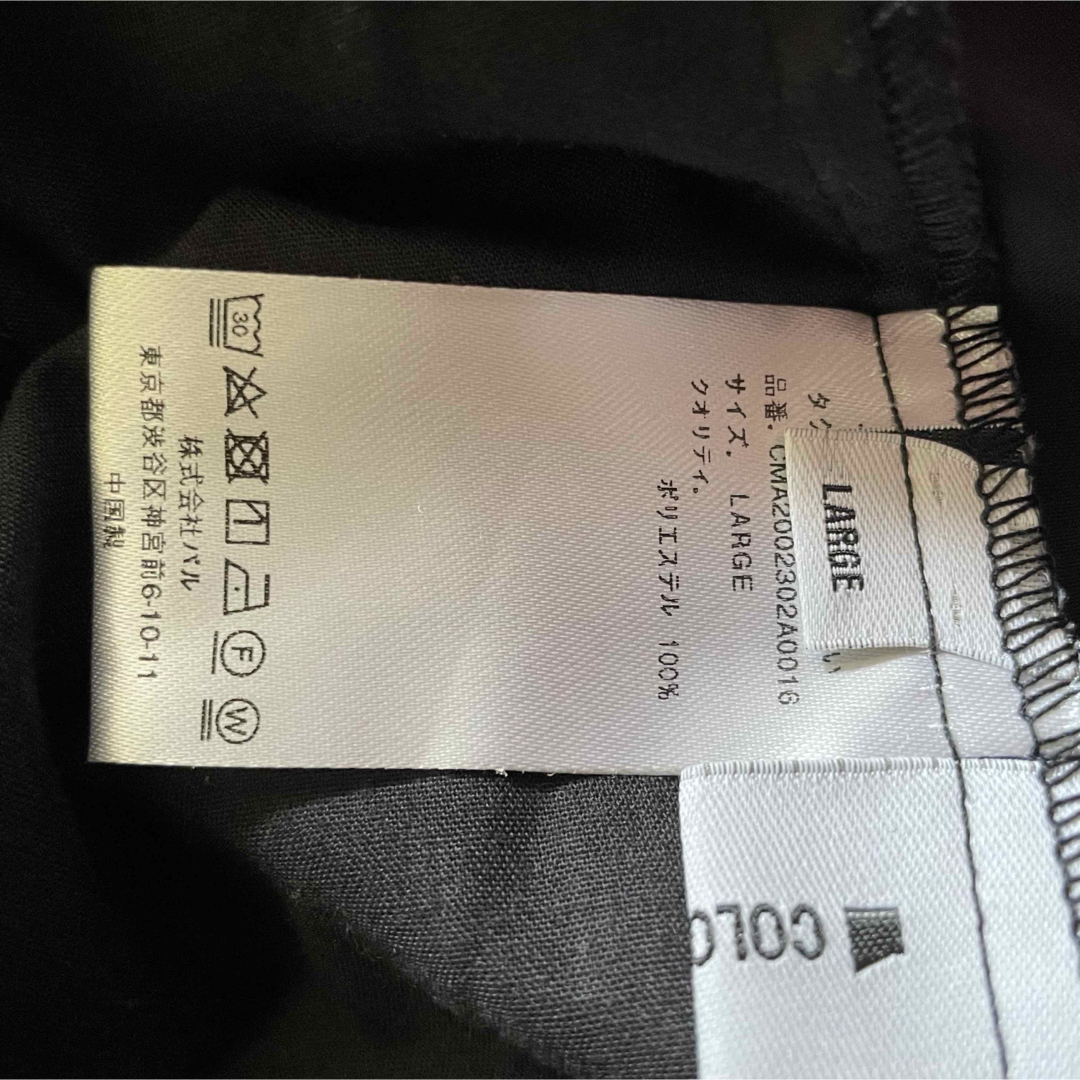 品番. CMA2002302A0016
サイズ. LARGE
クオリティ.
ポリエステル 100%
30
F
W
株式会社パル
東京都渋谷区神宮前6-10-11
中国製
LARGE